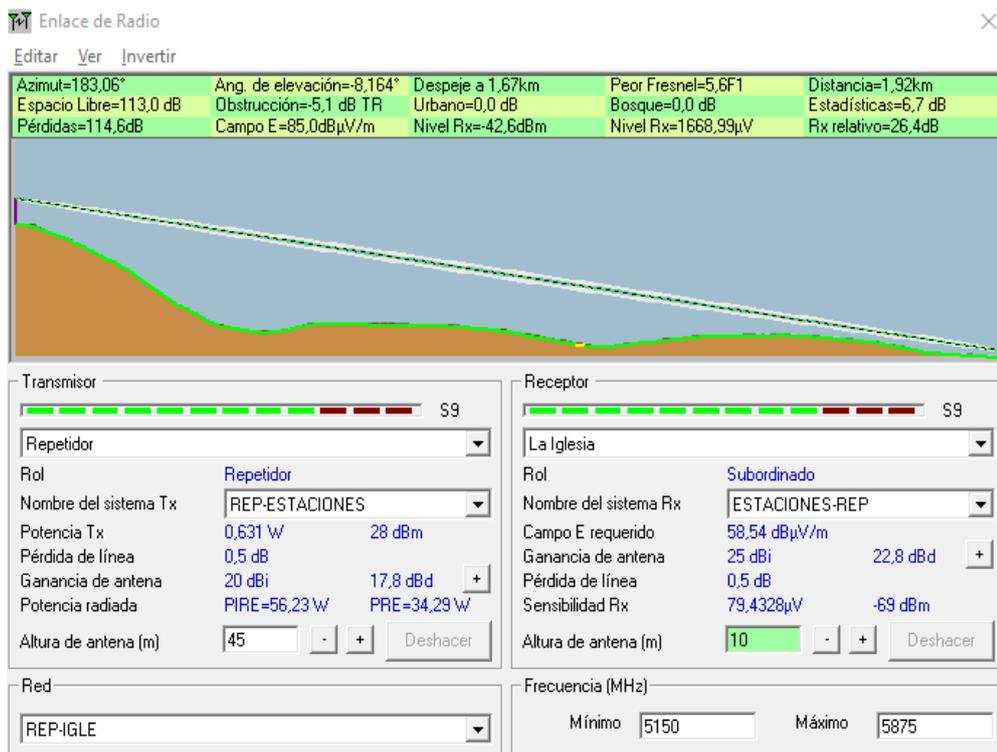 Enlace de Radio
Editar Ver Invertir
Azimut=183,06° Ang. de elevación=-8,164° Despeje a 1,67km Peor Fresnel=5,6F1 Distancia=1,92km
Espacio Libre=113,0 dB Obstrucción=-5,1 dB TR Urbano=0,0 dB Bosque=0,0 dB Estadísticas=6,7 dB
Pérdidas=114,6dB Campo E=85,0dBµV/m Nivel Rx=-42,6dBm Nivel Rx=1668,99µV Rx relativo=26,4dB
Transmisor
S9
Repetidor
Rol Repetidor
Nombre del sistema Tx REP-ESTACIONES
Potencia Tx 0,631 W 28 dBm
Pérdida de línea 0,5 dB
Ganancia de antena 20 dBi 17,8 dBd +
Potencia radiada PIRE=56,23 W PRE=34,29 W
Altura de antena (m) 45 - + Deshacer
Receptor
S9
La Iglesia
Rol Subordinado
Nombre del sistema Rx ESTACIONES-REP
Campo E requerido 58,54 dBµV/m
Ganancia de antena 25 dBi 22,8 dBd +
Pérdida de línea 0,5 dB
Sensibilidad Rx 79,4328µV -69 dBm
Altura de antena (m) 10 - + Deshacer
Red
REP-IGLE
Frecuencia (MHz)
Mínimo 5150 Máximo 5875